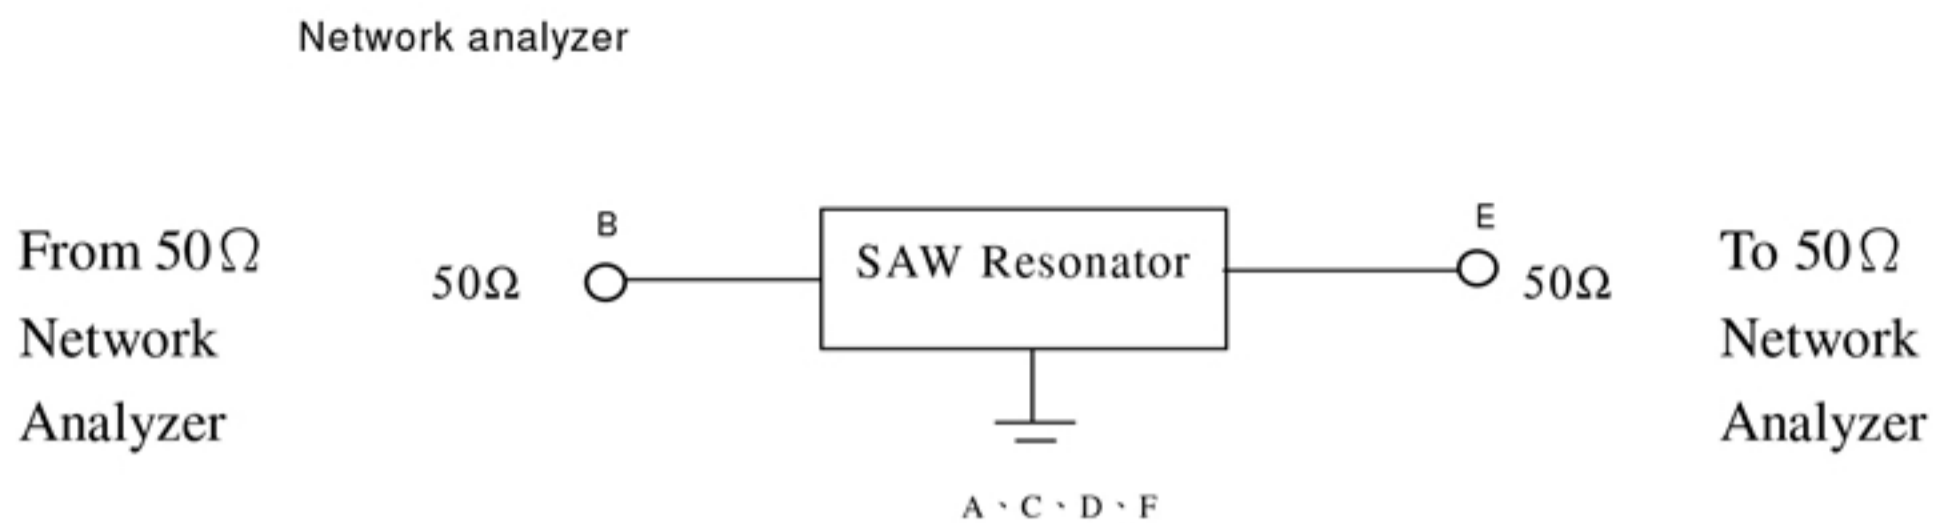 Network analyzer
B
E
From 50Ω
Network
Analyzer
50Ω
SAW Resonator
50Ω
To 50Ω
Network
Analyzer
A、C、D、F